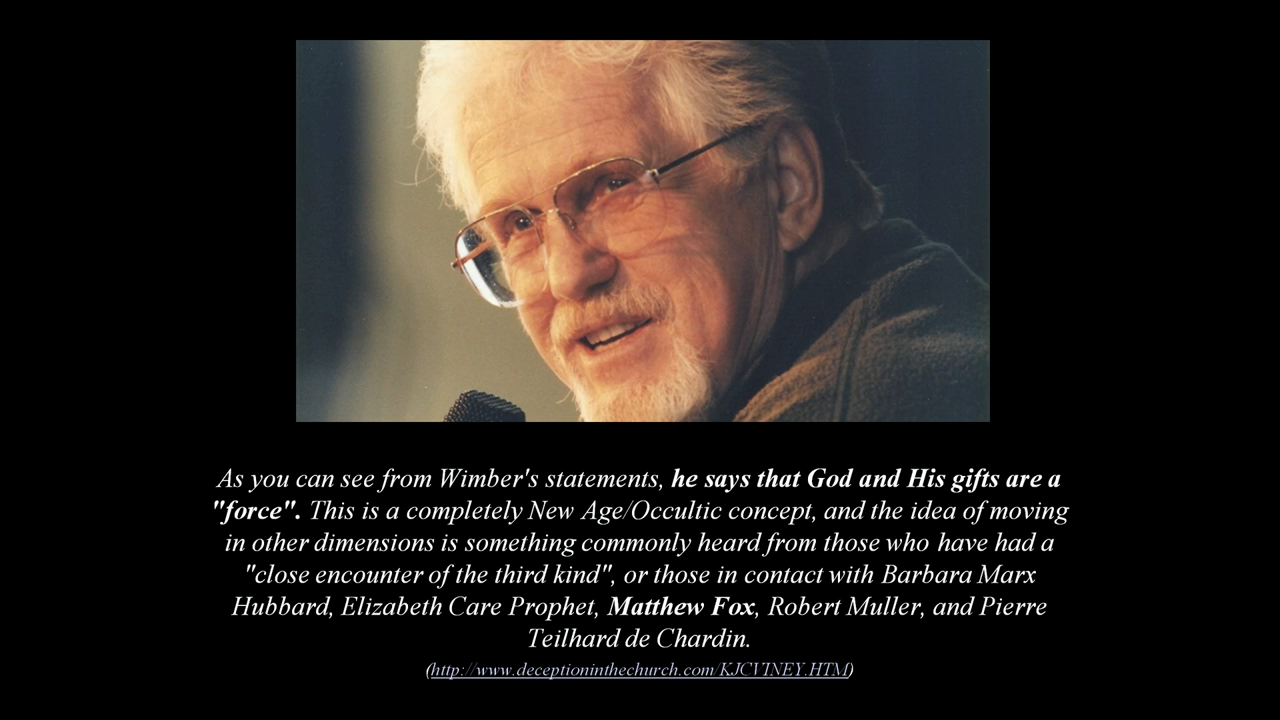 As you can see from Wimber's statements, he says that God and His gifts are a
"force". This is a completely New Age/Occultic concept, and the idea of moving
in other dimensions is something commonly heard from those who have had a
"close encounter of the third kind", or those in contact with Barbara Marx
Hubbard, Elizabeth Care Prophet, Matthew Fox, Robert Muller, and Pierre
Teilhard de Chardin.
(http://www.deceptioninthechurch.com/KJCVINEY.HTM)